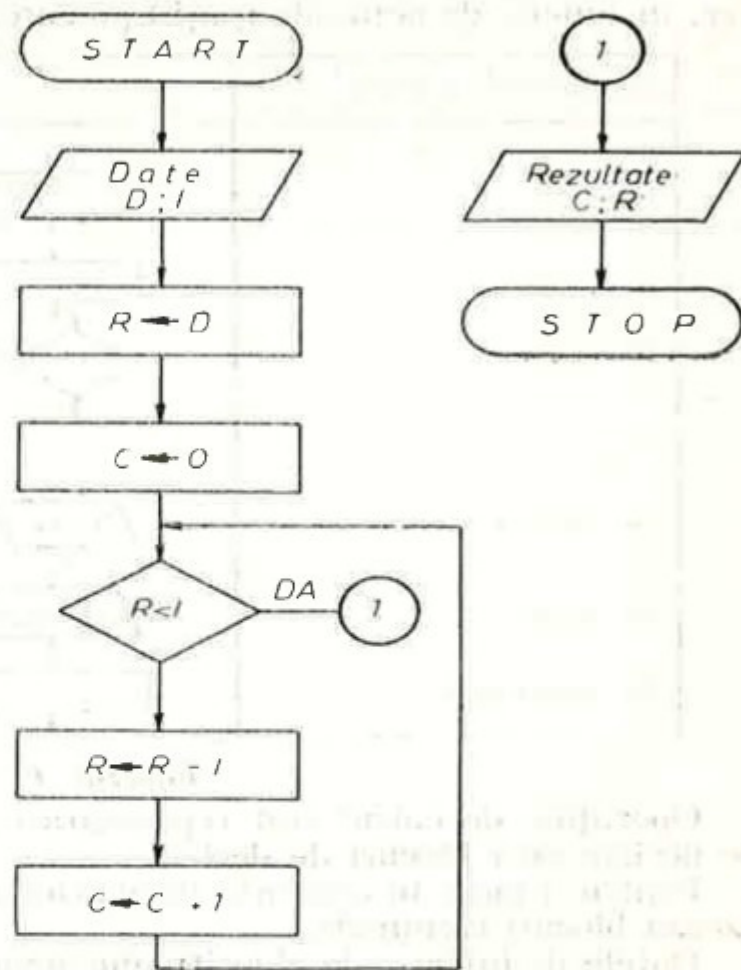 START
Date
D; I
R ← D
C ← 0
R<I
DA
1
R ← R - I
C ← C + 1
1
Rezultate
C; R
STOP